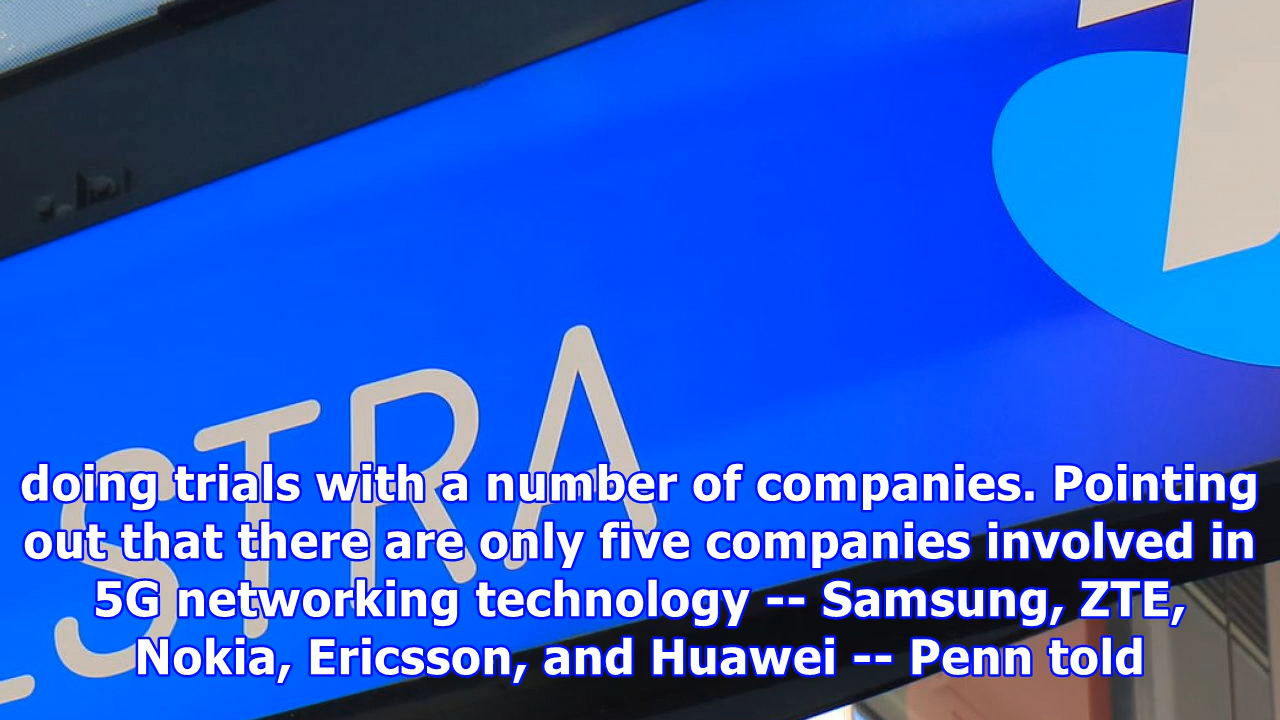 LSTRA
doing trials with a number of companies. Pointing
out that there are only five companies involved in
5G networking technology -- Samsung, ZTE,
Nokia, Ericsson, and Huawei -- Penn told